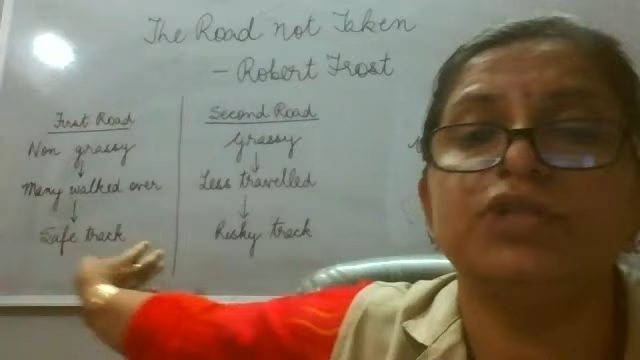 The Road not Taken
- Robert Frost
First Road
Non grassy
↓
Many walked over
↓
Safe track
Second Road
Grassy
↓
Less travelled
↓
Risky track